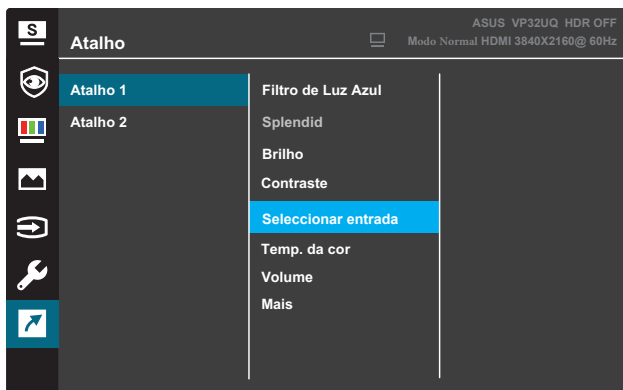 S
ASUS VP32UQ HDR OFF
Atalho
Modo Normal HDMI 3840X2160@ 60Hz
Atalho 1
Atalho 2
Filtro de Luz Azul
Splendid
Brilho
Contraste
Seleccionar entrada
Temp. da cor
Volume
Mais